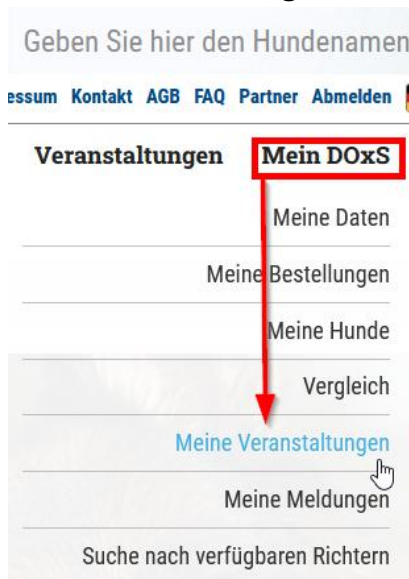 Geben Sie hier den Hundenamen
essum Kontakt AGB FAQ Partner Abmelden
Veranstaltungen Mein DOxS
Meine Daten
Meine Bestellungen
Meine Hunde
Vergleich
Meine Veranstaltungen
Meine Meldungen
Suche nach verfügbaren Richtern